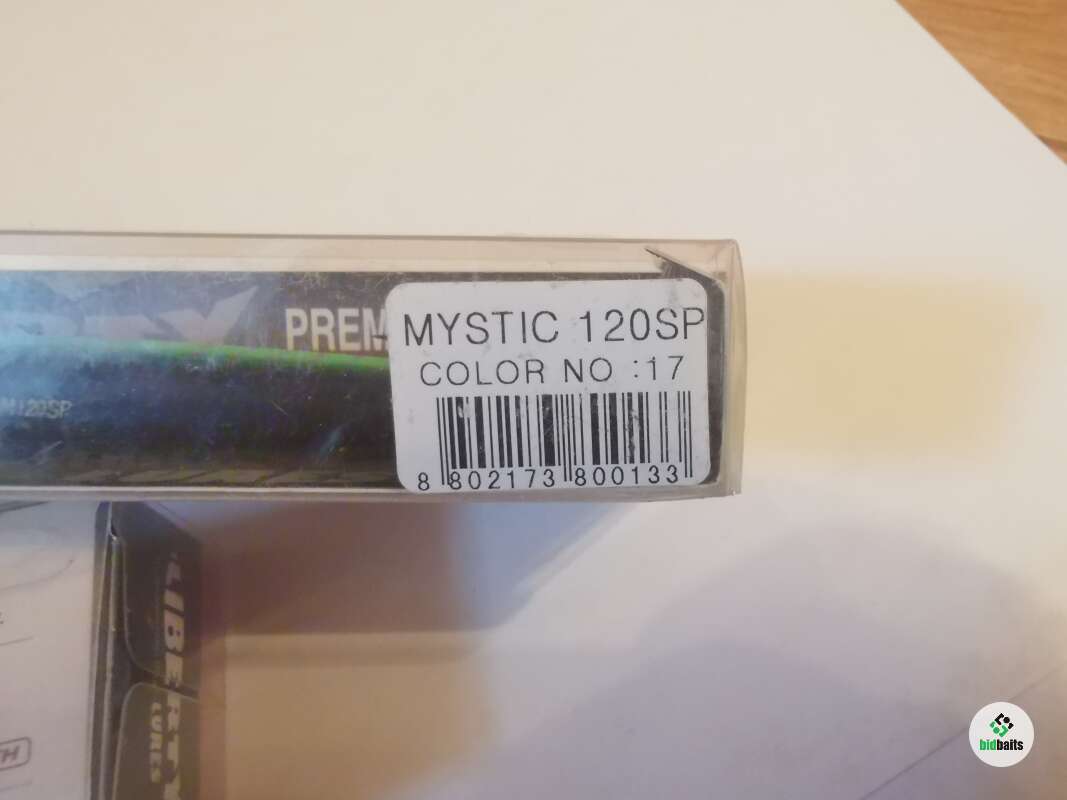 PREM
MYSTIC 120SP
COLOR NO :17
M120SP
8 802173 800133
LIBERTY
LURES
bidbaits